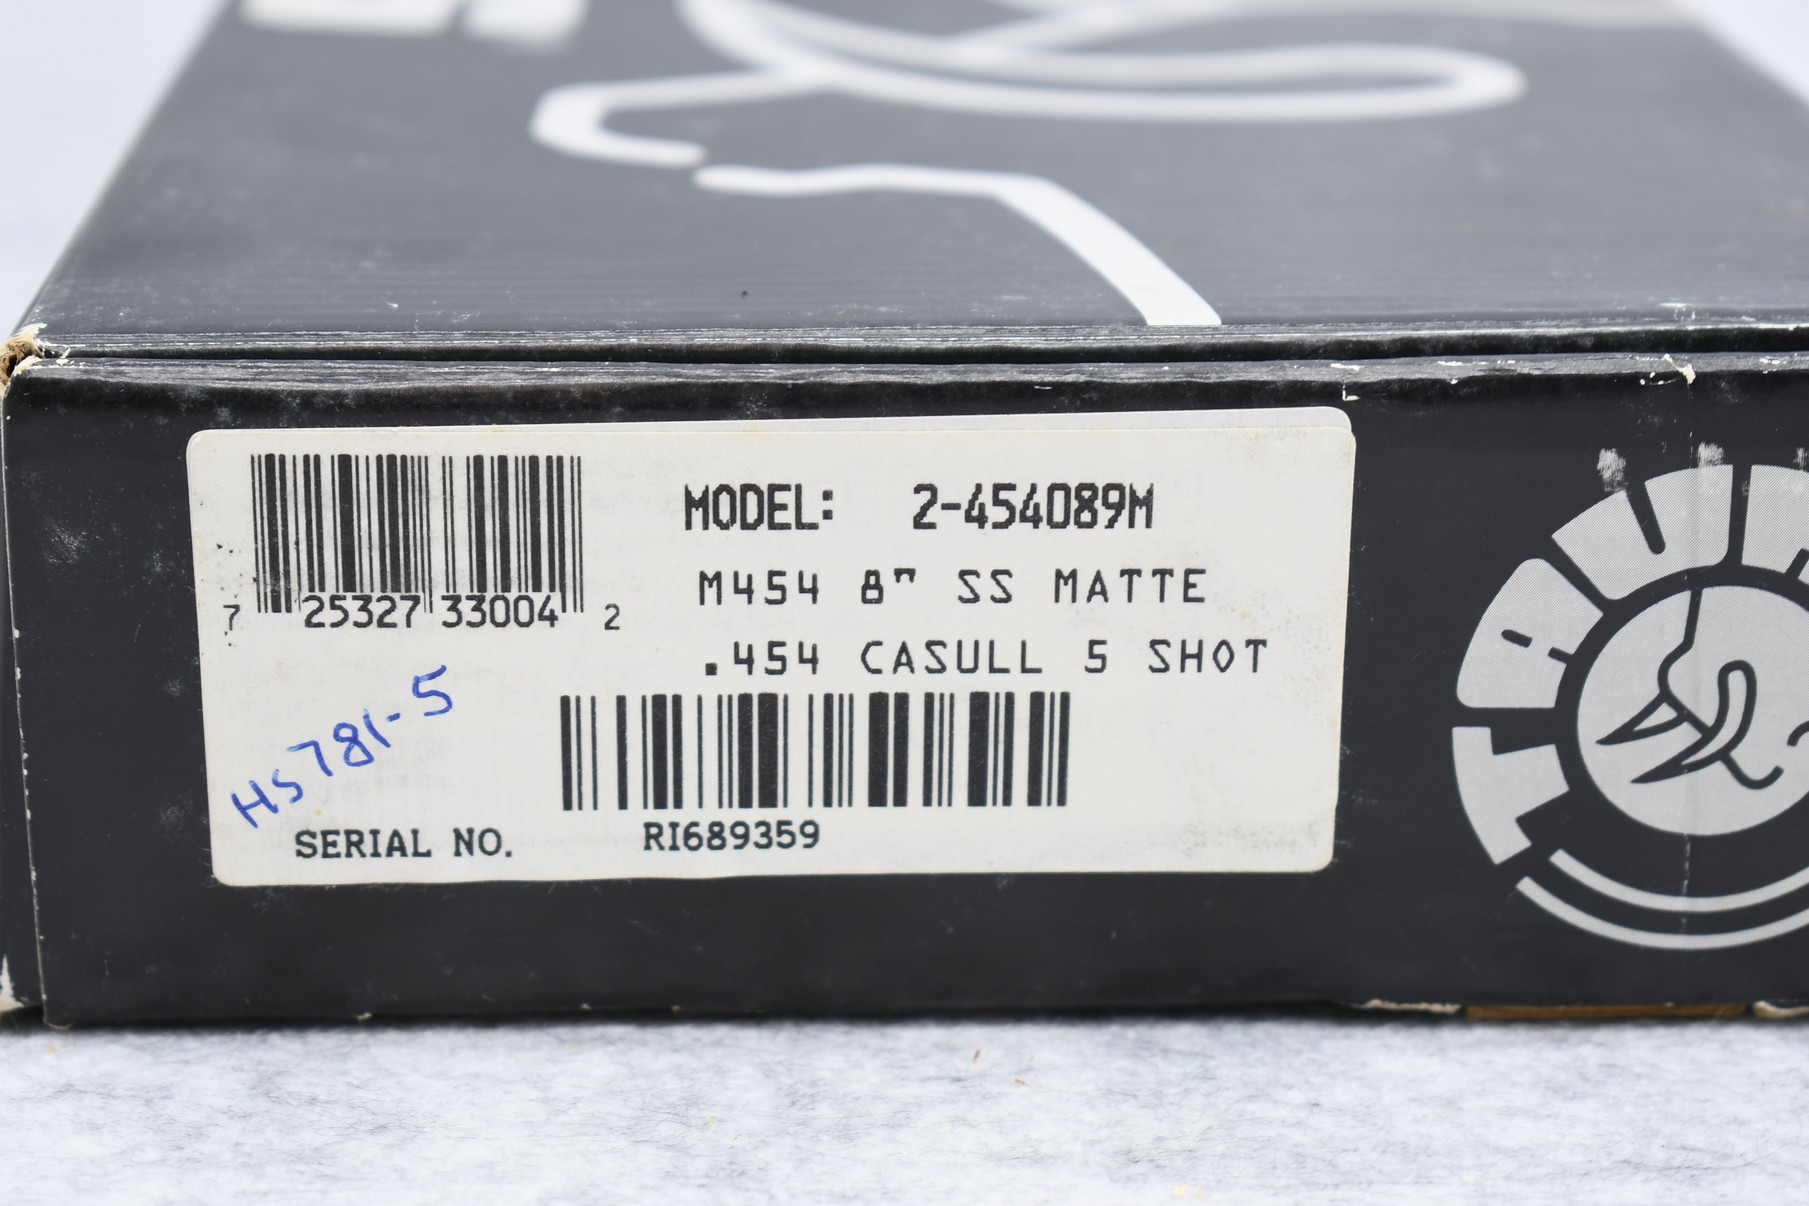 MODEL: 2-454089M
M454 8" SS MATTE
.454 CASULL 5 SHOT
7 25327 33004 2
HS781-5
SERIAL NO. RI689359